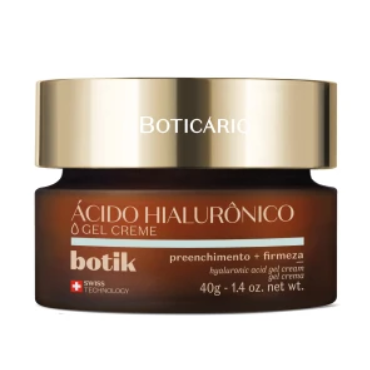 BOTICÁRIO
ÁCIDO HIALURÔNICO
GEL CREME
botik
preenchimento + firmeza
hyaluronic acid gel cream
gel crema
SWISS
TECHNOLOGY
40g - 1.4 oz. net wt.